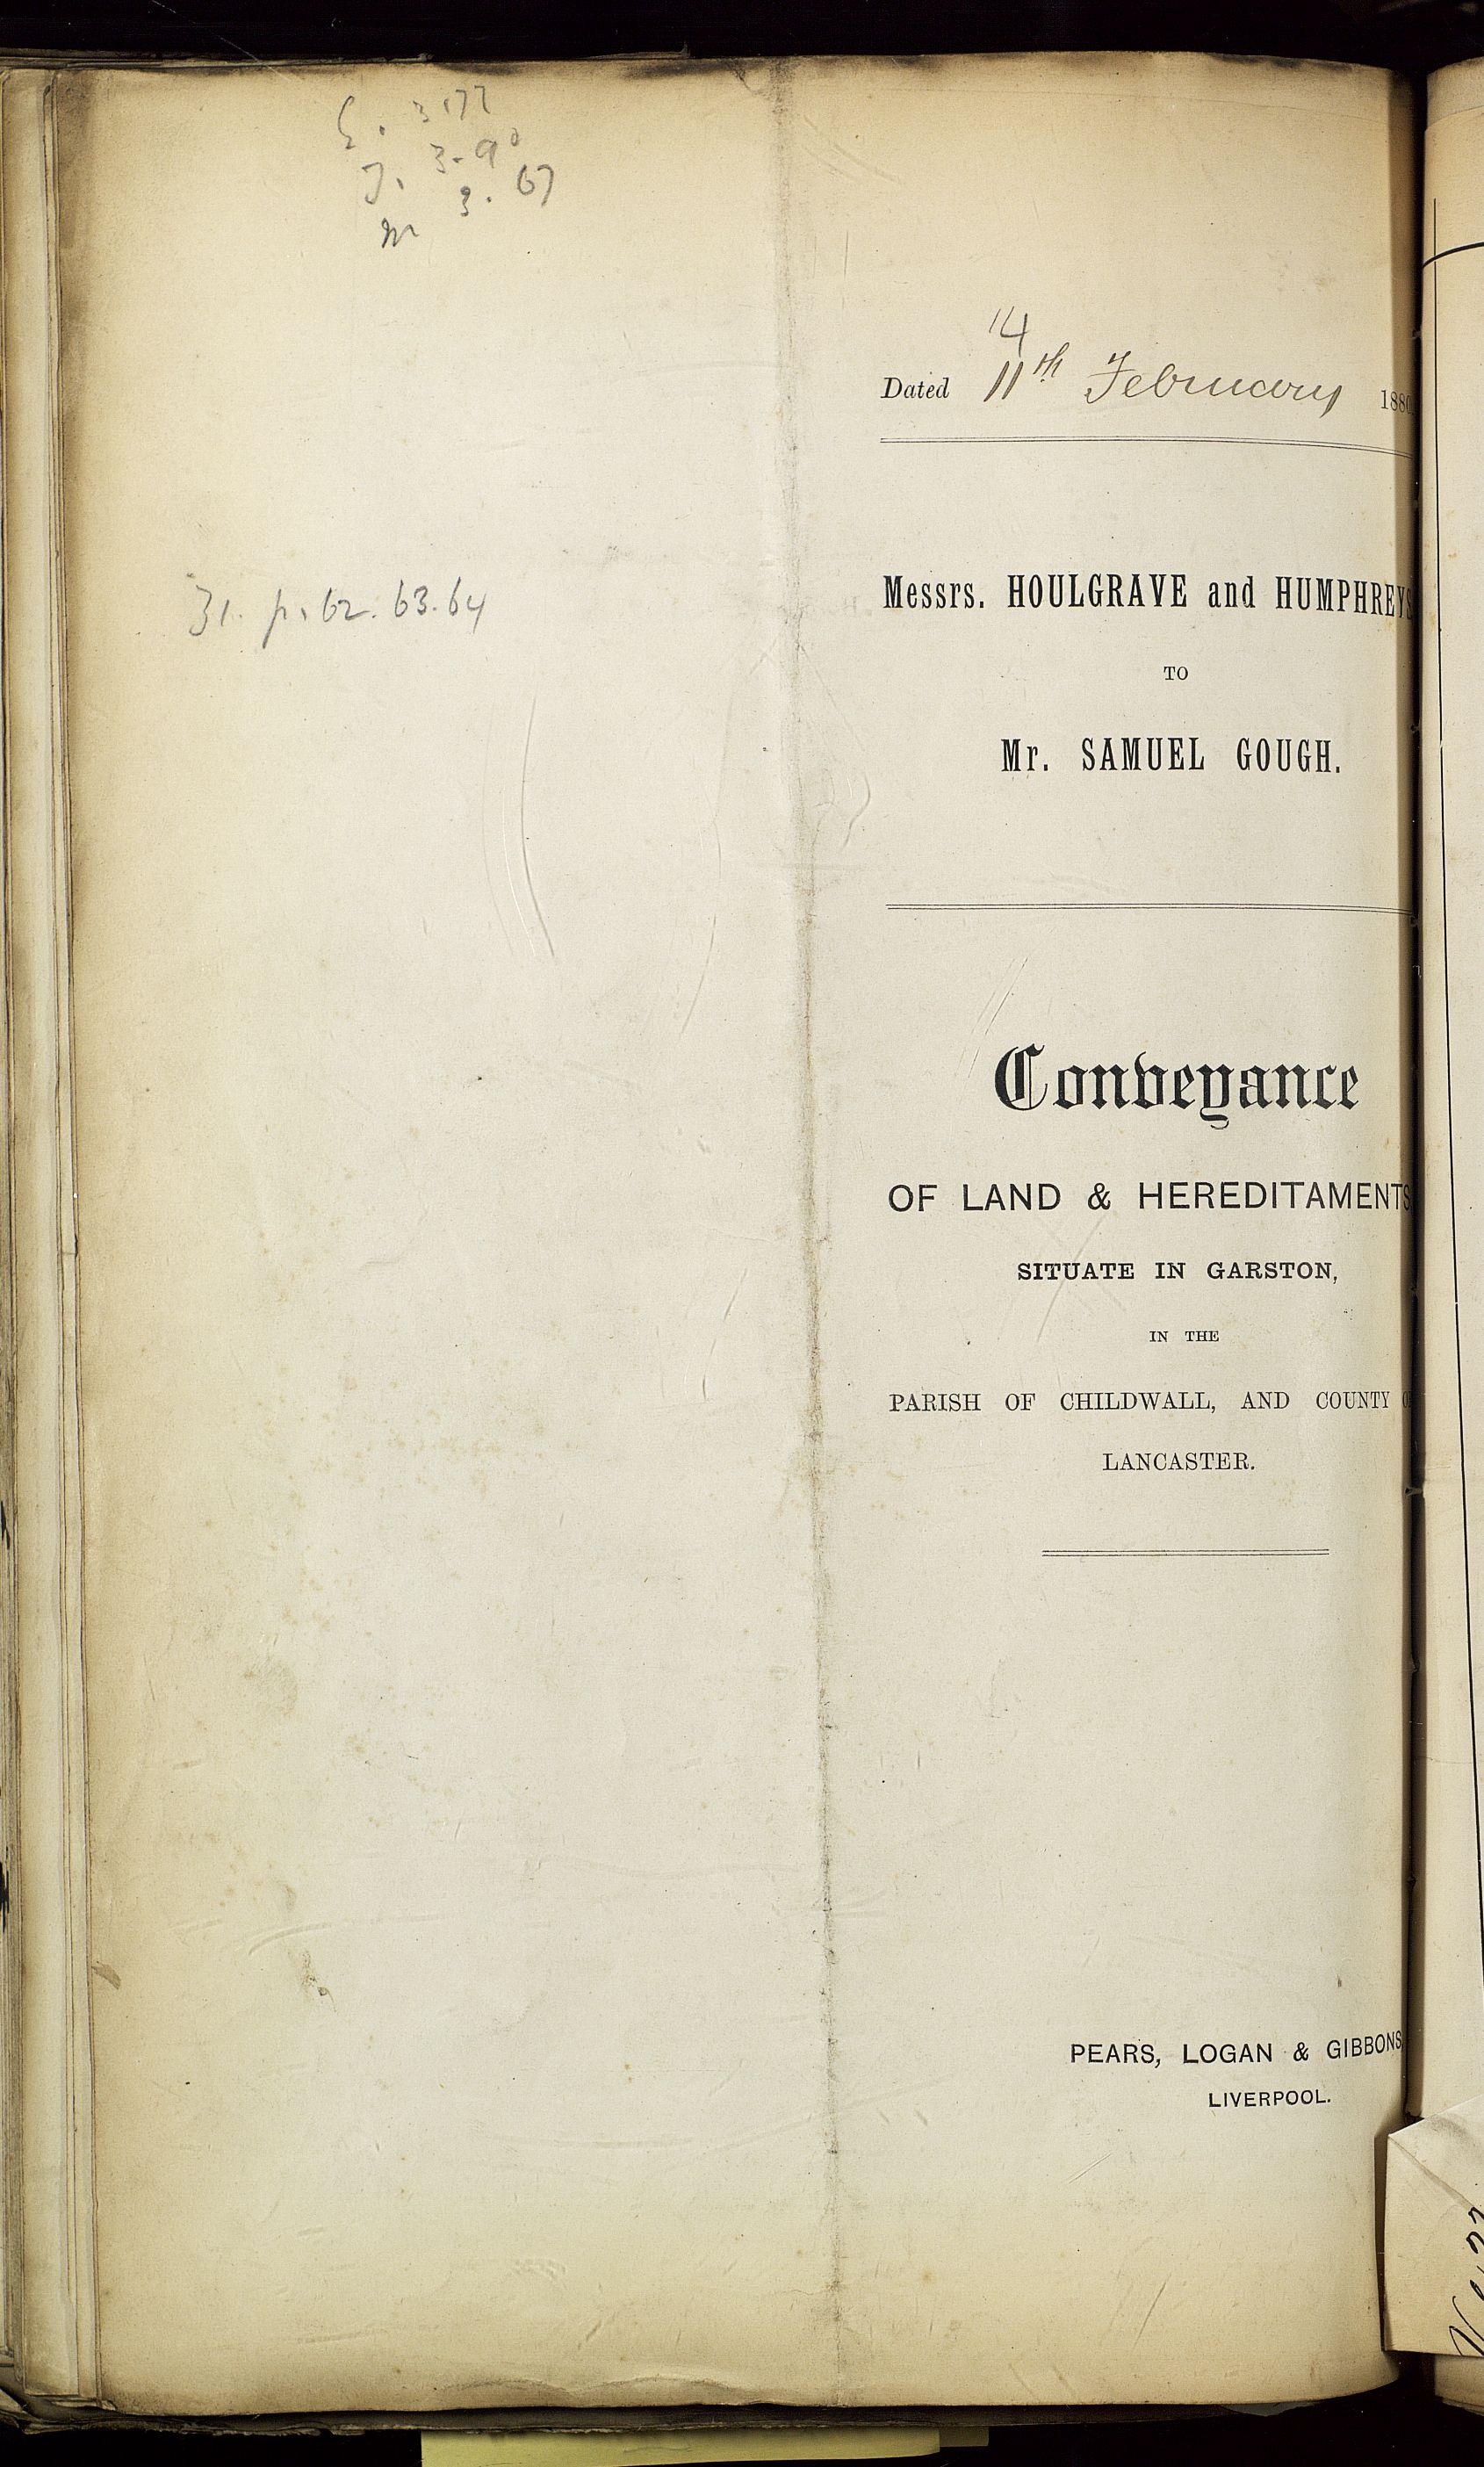 3.77
3.90
m 3.67
31. p. 62. 63. 64
14
Dated 11th February 1880
Messrs. HOULGRAVE and HUMPHREYS
TO
Mr. SAMUEL GOUGH.
Conveyance
OF LAND & HEREDITAMENTS
SITUATE IN GARSTON,
IN THE
PARISH OF CHILDWALL, AND COUNTY OF
LANCASTER.
PEARS, LOGAN & GIBBONS
LIVERPOOL.